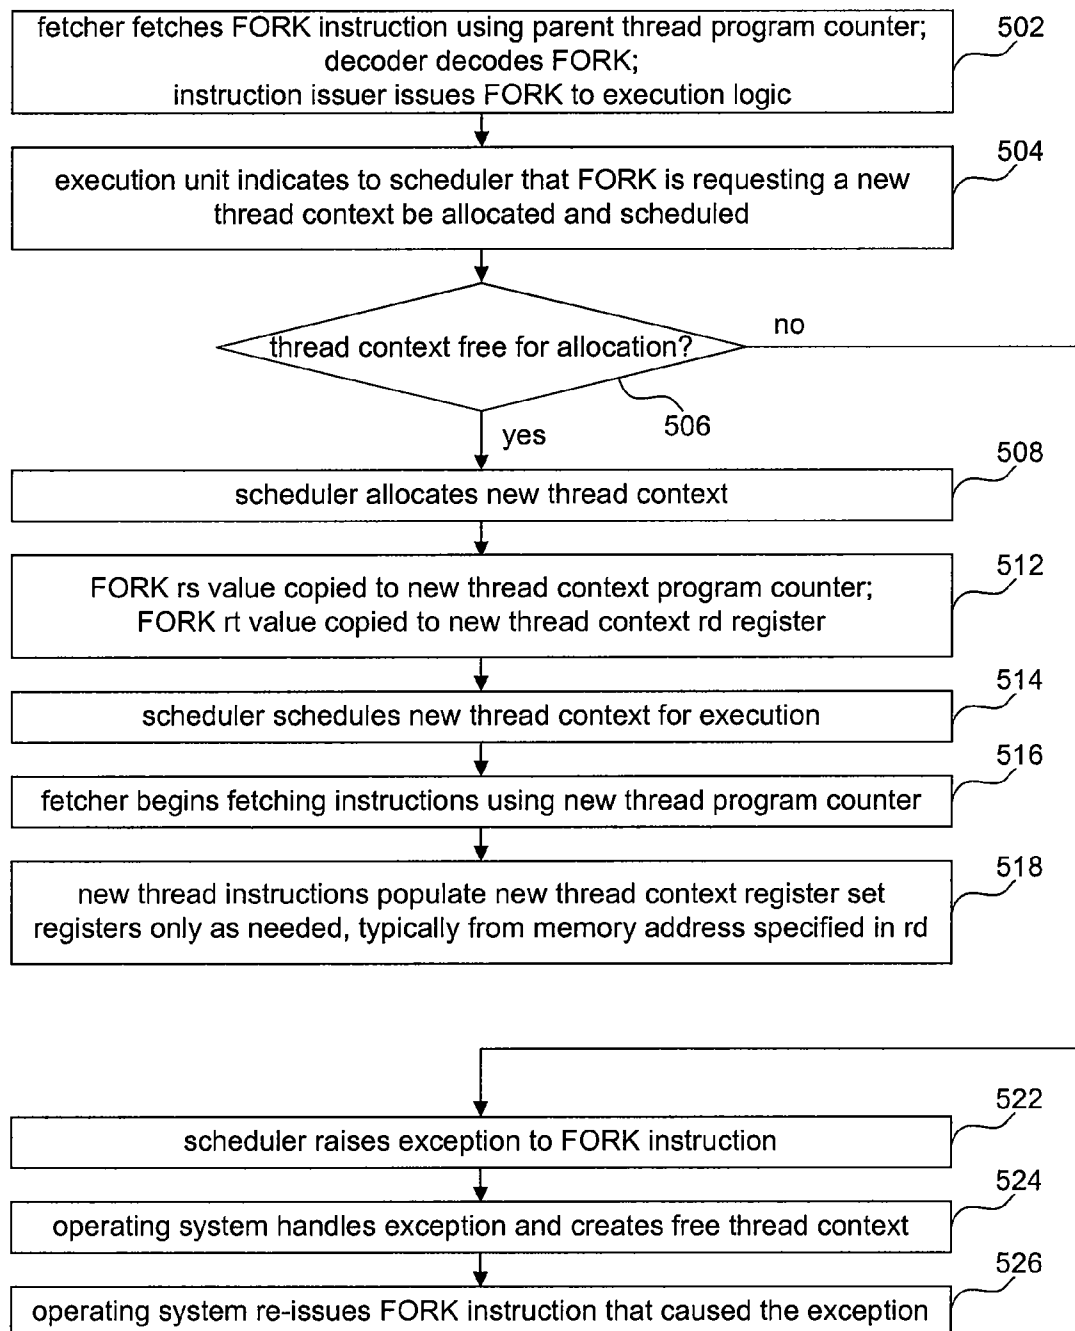 fetcher fetches FORK instruction using parent thread program counter;
decoder decodes FORK;
instruction issuer issues FORK to execution logic
502
execution unit indicates to scheduler that FORK is requesting a new
thread context be allocated and scheduled
504
thread context free for allocation?
no
506
yes
508
scheduler allocates new thread context
FORK rs value copied to new thread context program counter;
FORK rt value copied to new thread context rd register
512
scheduler schedules new thread context for execution
514
fetcher begins fetching instructions using new thread program counter
516
new thread instructions populate new thread context register set
registers only as needed, typically from memory address specified in rd
518
scheduler raises exception to FORK instruction
522
operating system handles exception and creates free thread context
524
operating system re-issues FORK instruction that caused the exception
526